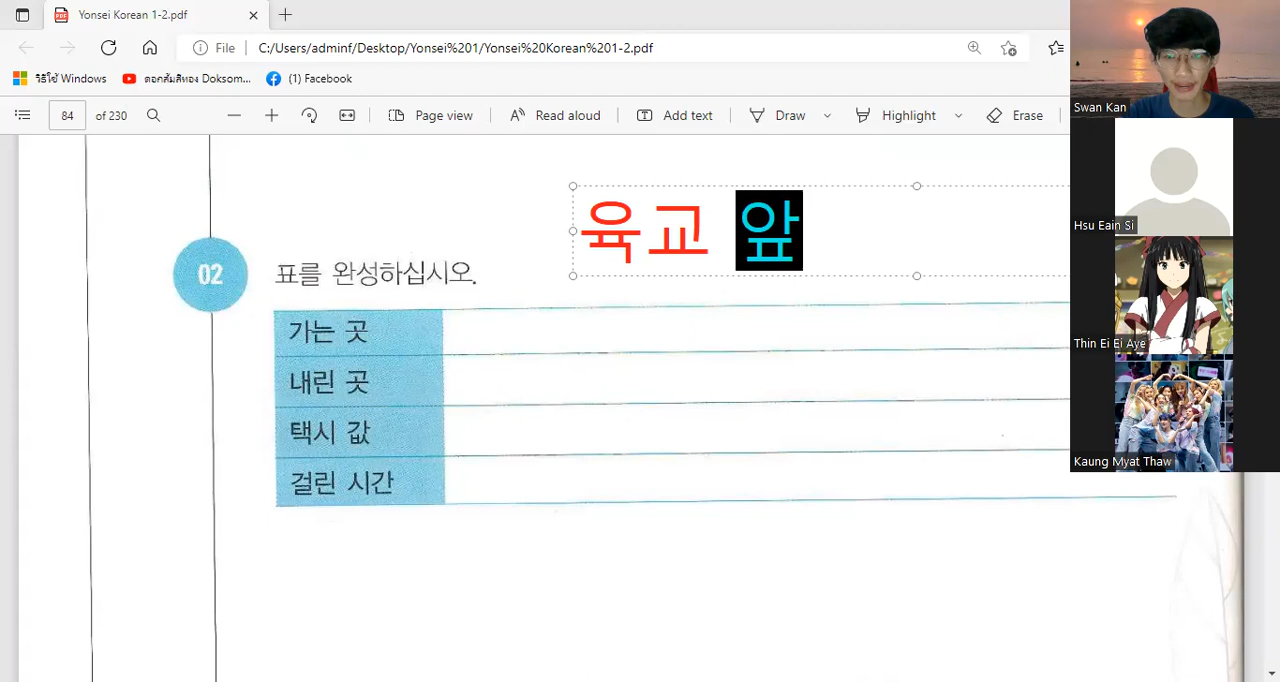 Yonsei Korean 1-2.pdf
File C:/Users/adminf/Desktop/Yonsei%201/Yonsei%20Korean%201-2.pdf
วิธีใช้ Windows ดอกส้มสีทอง Doksom... (1) Facebook
84 of 230 Page view Read aloud Add text Draw Highlight Erase
육교 앞
02 표를 완성하십시오.
가는 곳
내린 곳
택시 값
걸린 시간
Swan Kan
Hsu Eain Si
Thin Ei Ei Aye
Kaung Myat Thaw